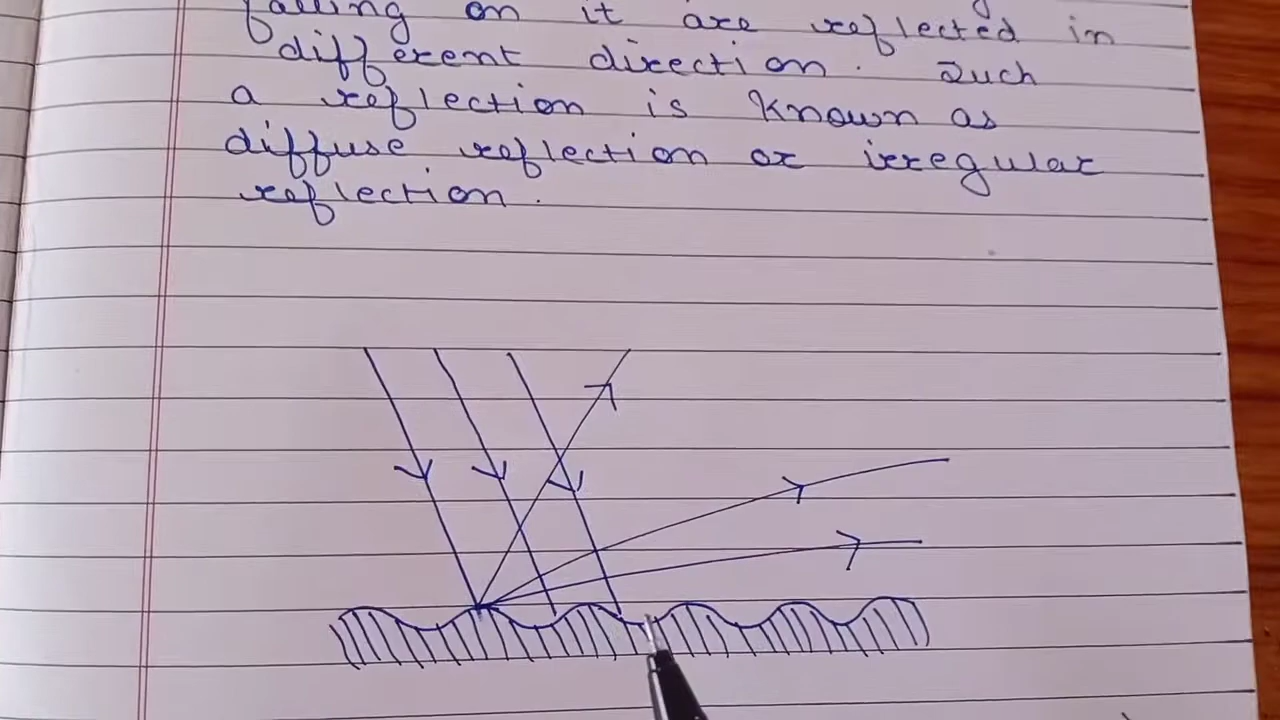 falling on it are reflected in
different direction. Such
a reflection is known as
diffuse reflection or irregular
reflection.